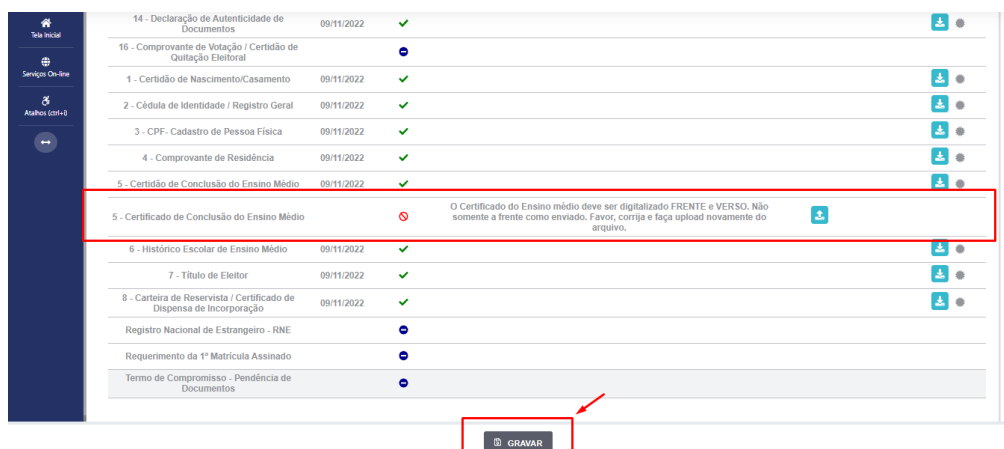 Tela Inicial
Serviços On-line
Atalhos (ctrl+i)
14 - Declaração de Autenticidade de
Documentos
09/11/2022
16 - Comprovante de Votação / Certidão de
Quitação Eleitoral
1 - Certidão de Nascimento/Casamento 09/11/2022
2 - Cédula de Identidade / Registro Geral 09/11/2022
3 - CPF- Cadastro de Pessoa Física 09/11/2022
4 - Comprovante de Residência 09/11/2022
5 - Certidão de Conclusão do Ensino Médio 09/11/2022
5 - Certificado de Conclusão do Ensino Médio
O Certificado do Ensino médio deve ser digitalizado FRENTE e VERSO. Não
somente a frente como enviado. Favor, corrija e faça upload novamente do
arquivo.
6 - Histórico Escolar de Ensino Médio 09/11/2022
7 - Título de Eleitor 09/11/2022
8 - Carteira de Reservista / Certificado de
Dispensa de Incorporação
09/11/2022
Registro Nacional de Estrangeiro - RNE
Requerimento da 1ª Matrícula Assinado
Termo de Compromisso - Pendência de
Documentos
GRAVAR